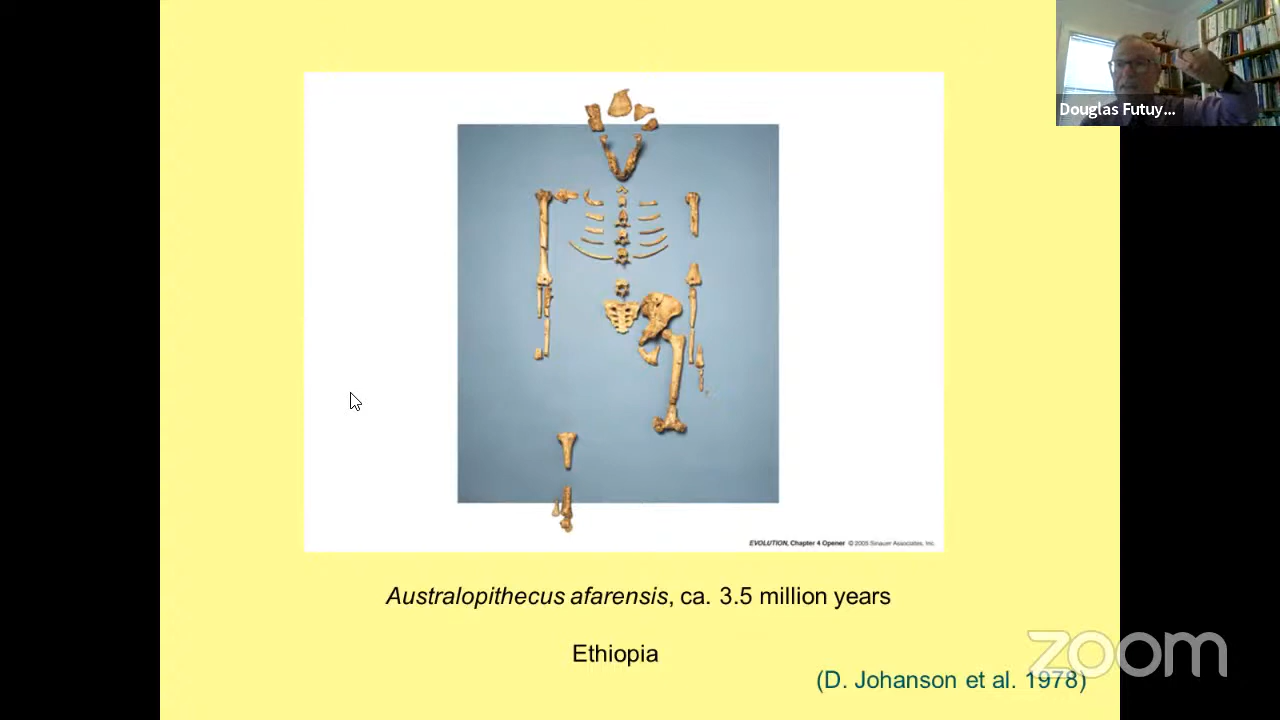 Douglas Futuy...
EVOLUTION, Chapter 4 Opener © 2005 Sinauer Associates, Inc.
Australopithecus afarensis, ca. 3.5 million years
Ethiopia
zoom
(D. Johanson et al. 1978)